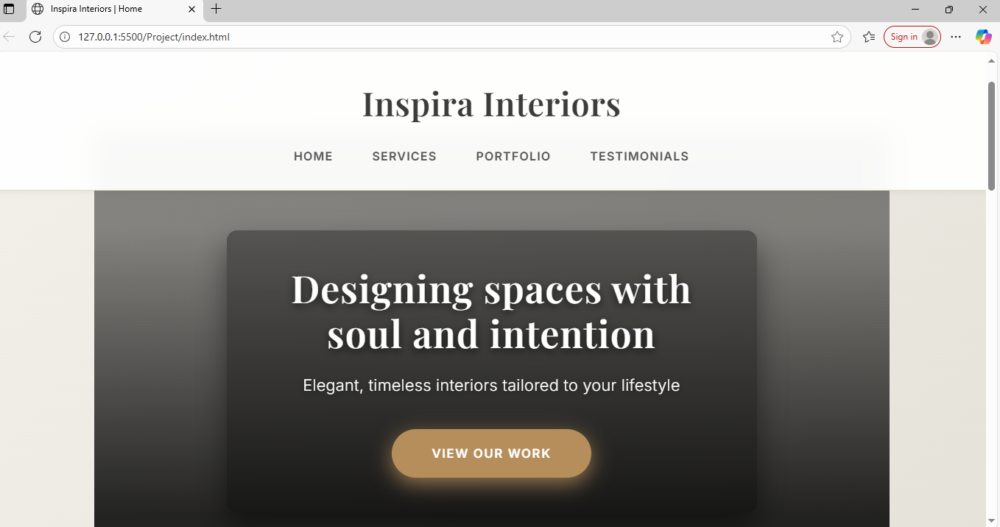 Inspira Interiors | Home
127.0.0.1:5500/Project/index.html
Sign in
Inspira Interiors
HOME SERVICES PORTFOLIO TESTIMONIALS
Designing spaces with
soul and intention
Elegant, timeless interiors tailored to your lifestyle
VIEW OUR WORK